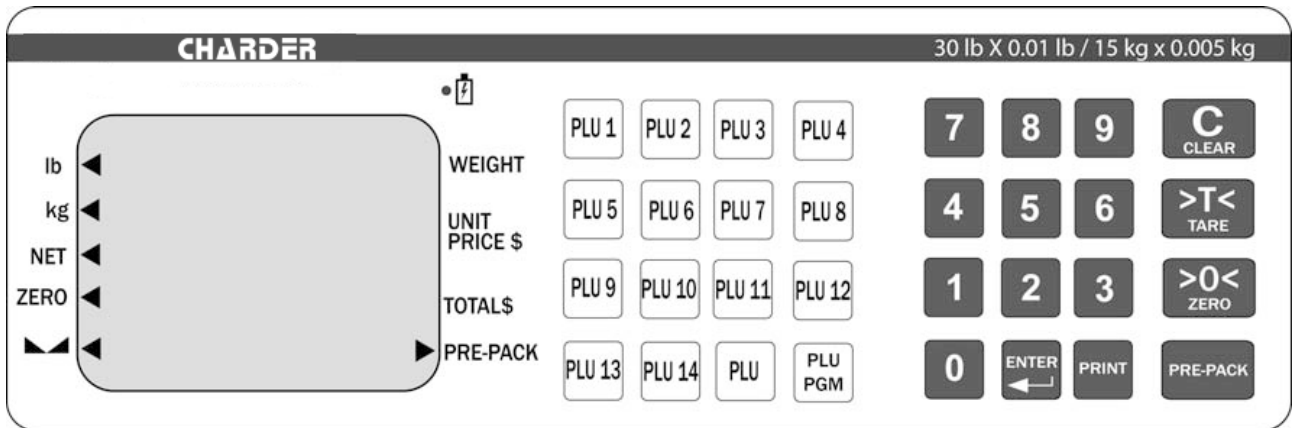 CHARDER
30 lb X 0.01 lb / 15 kg x 0.005 kg
lb
kg
NET
ZERO
WEIGHT
UNIT
PRICE $
TOTAL$
PRE-PACK
PLU 1 PLU 2 PLU 3 PLU 4
PLU 5 PLU 6 PLU 7 PLU 8
PLU 9 PLU 10 PLU 11 PLU 12
PLU 13 PLU 14 PLU PLU
PGM
7 8 9 C
CLEAR
4 5 6 >T<
TARE
1 2 3 >0<
ZERO
0 ENTER PRINT PRE-PACK